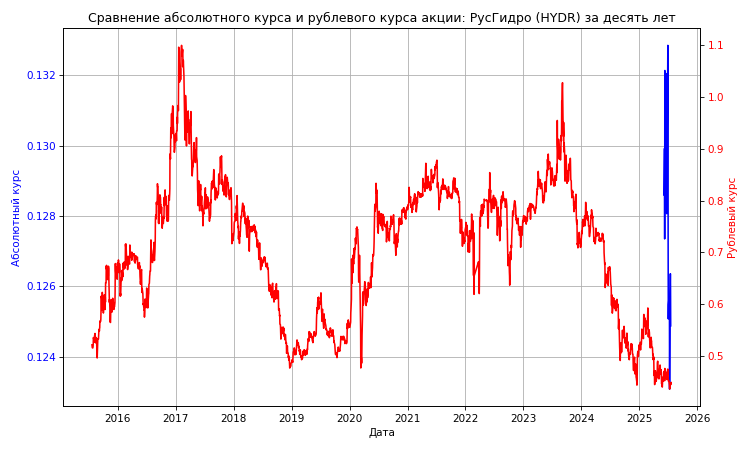 Сравнение абсолютного курса и рублевого курса акции: РусГидро (HYDR) за десять лет
Абсолютный курс
0.132
0.130
0.128
0.126
0.124
1.1
1.0
0.9
0.8
0.7
0.6
0.5
Рублевый курс
2016 2017 2018 2019 2020 2021 2022 2023 2024 2025 2026
Дата